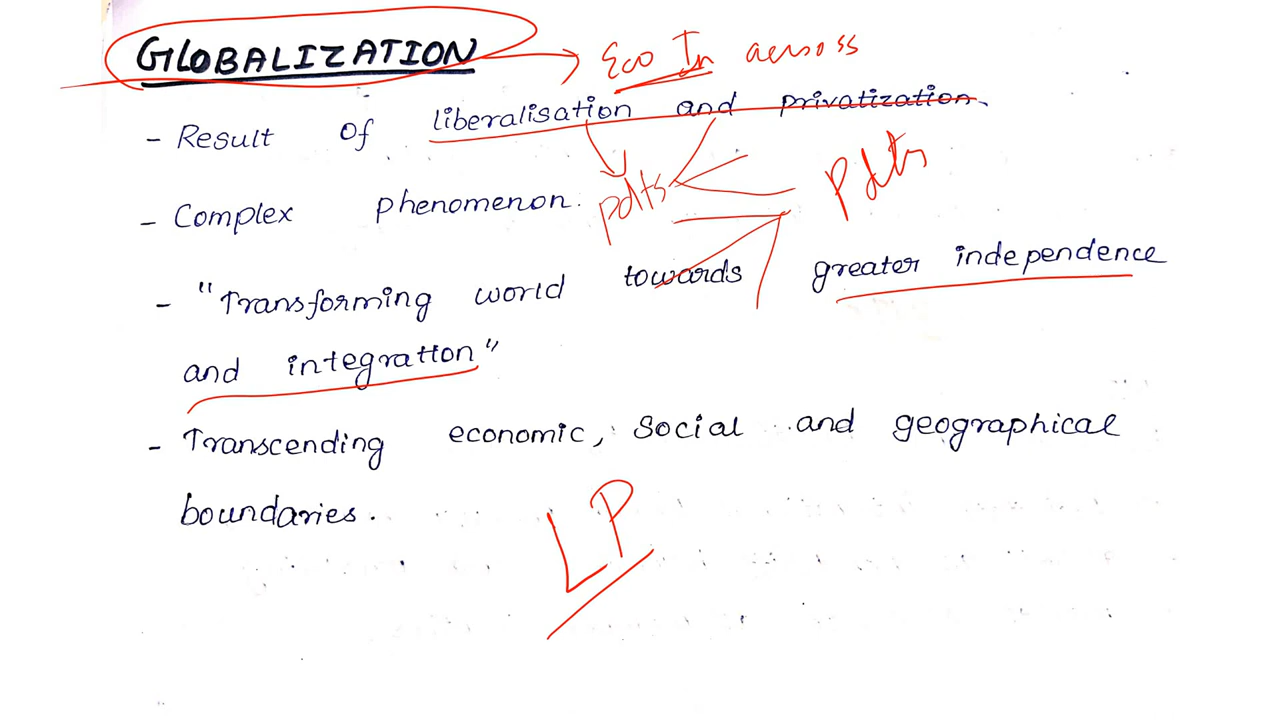 GLOBALIZATION → Eco In across
- Result of liberalisation and privatization.
pdts Pdts
- Complex phenomenon.
- "Transforming world towards greater independence
and integration"
- Transcending economic, social and geographical
boundaries.
LP